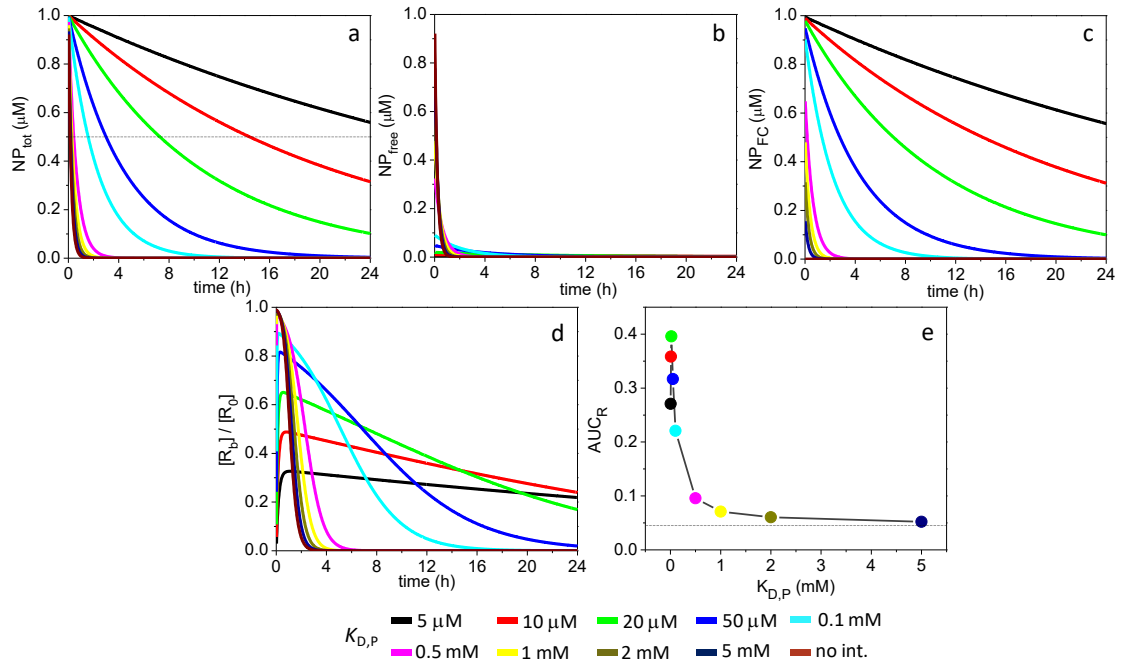 a
NP_tot (μM)
1.0
0.8
0.6
0.4
0.2
0.0
0 4 8 12 16 20 24
time (h)
b
NP_free (μM)
1.0
0.8
0.6
0.4
0.2
0.0
0 4 8 12 16 20 24
time (h)
c
NP_FC (μM)
1.0
0.8
0.6
0.4
0.2
0.0
0 4 8 12 16 20 24
time (h)
d
[R_b] / [R_0]
1.0
0.8
0.6
0.4
0.2
0.0
0 4 8 12 16 20 24
time (h)
e
AUC_R
0.4
0.3
0.2
0.1
0.0
0 1 2 3 4 5
K_D,P (mM)
K_D,P
5 μM 10 μM 20 μM 50 μM 0.1 mM
0.5 mM 1 mM 2 mM 5 mM no int.